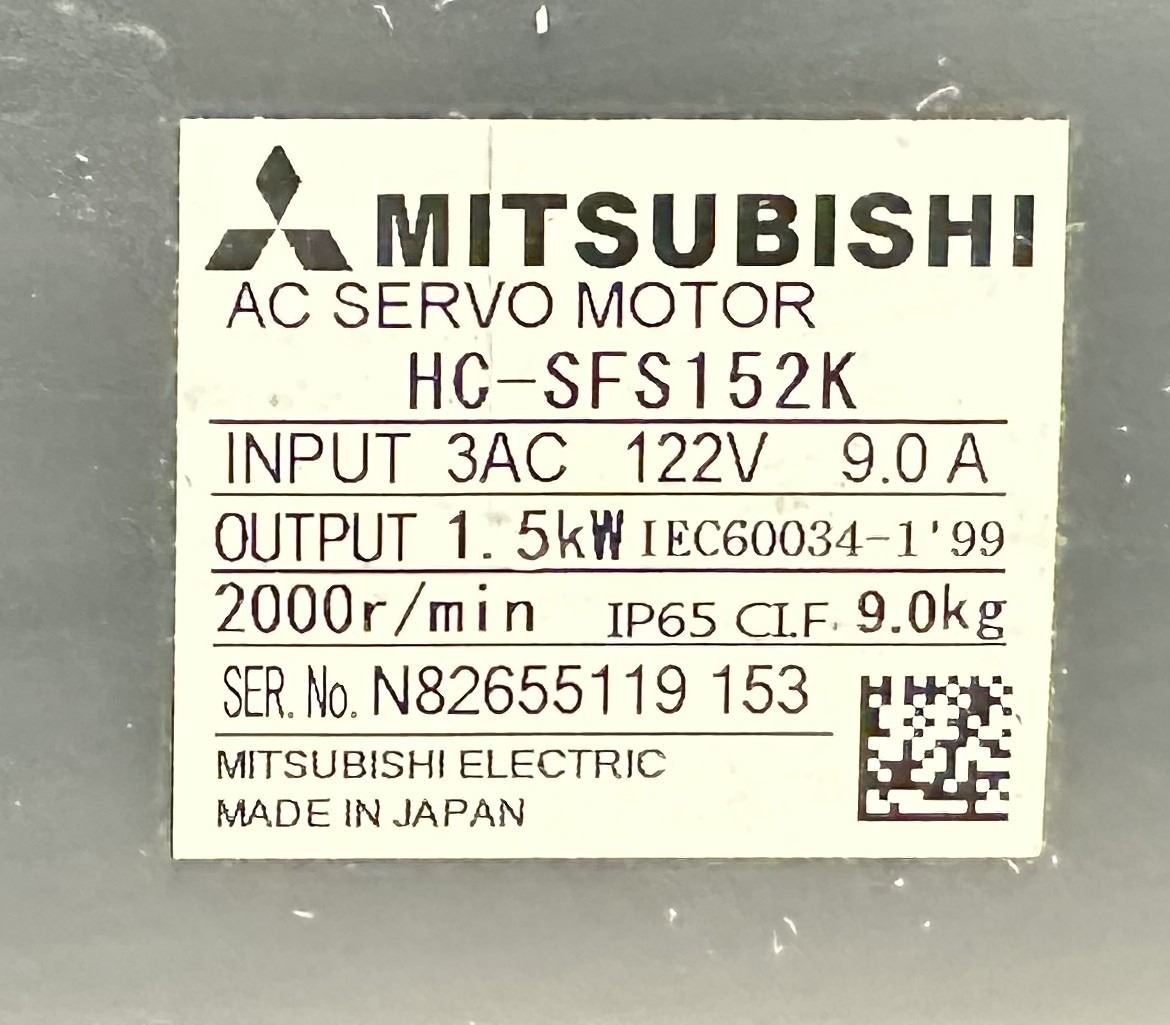 MITSUBISHI
AC SERVO MOTOR
HC-SFS152K
INPUT 3AC 122V 9.0 A
OUTPUT 1.5kW IEC60034-1'99
2000r/min IP65 CI.F. 9.0kg
SER. No. N82655119 153
MITSUBISHI ELECTRIC
MADE IN JAPAN